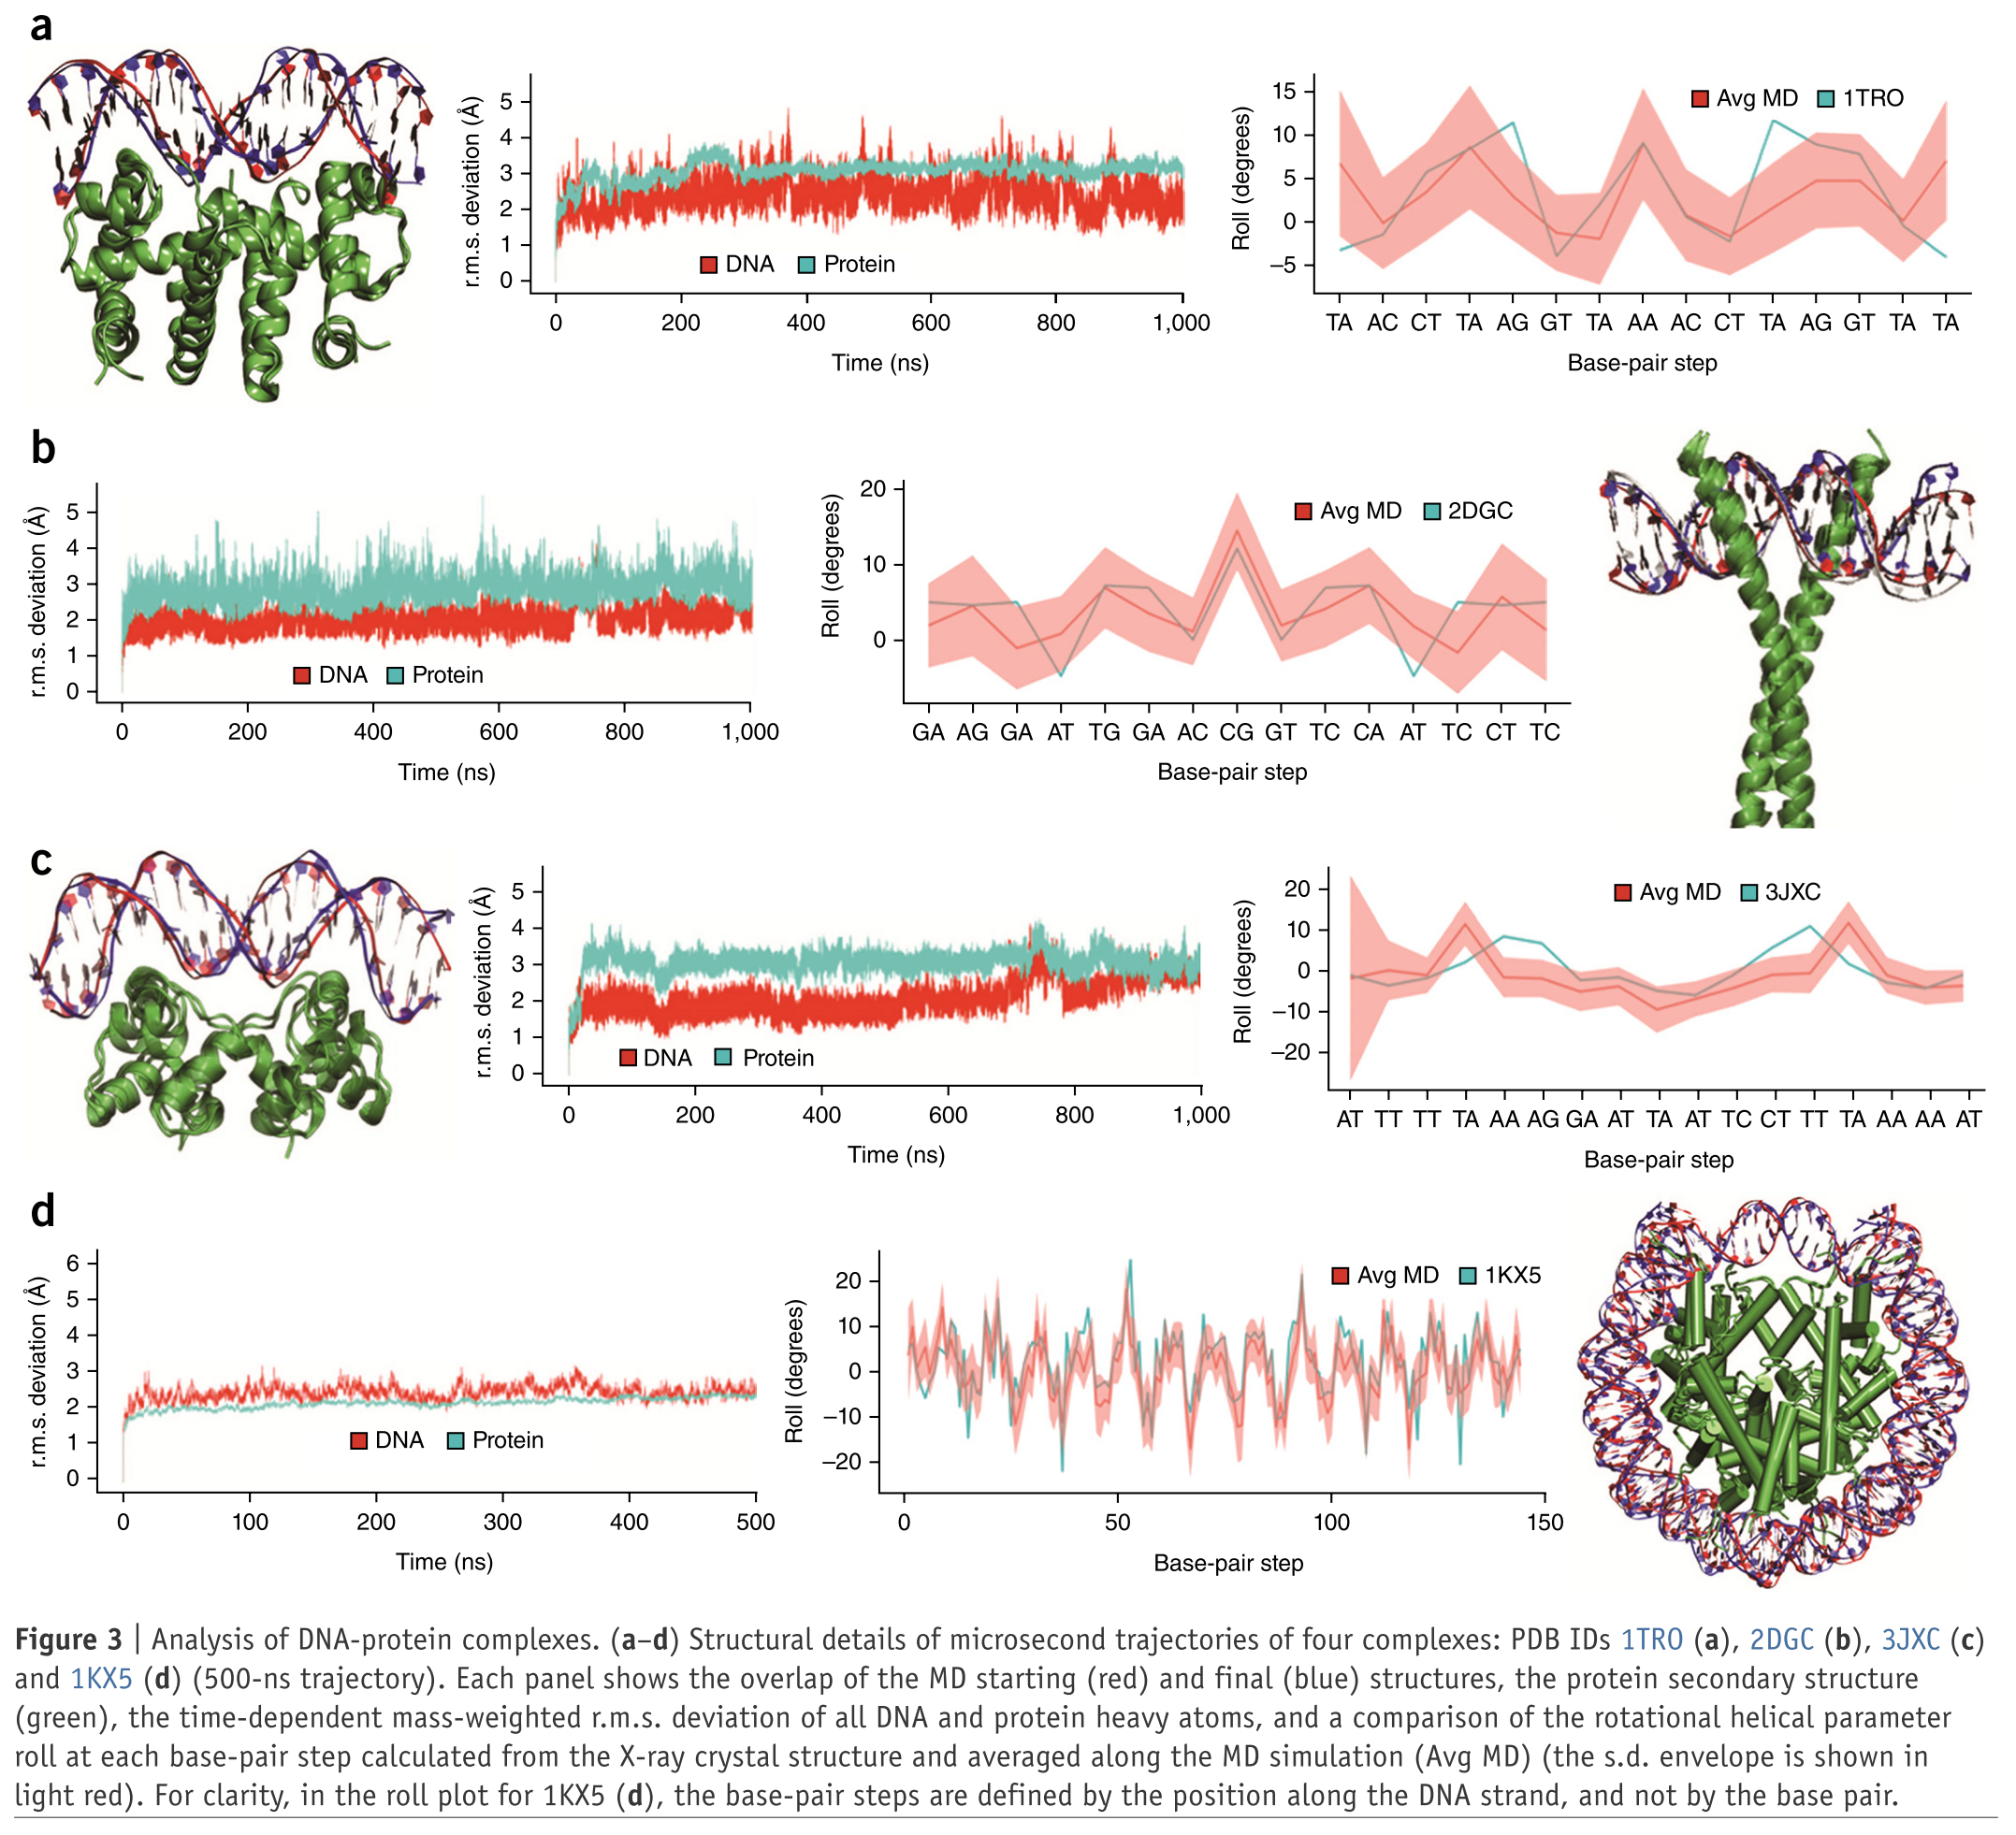 a
r.m.s. deviation (Å)
5
4
3
2
1
0
DNA
Protein
0 200 400 600 800 1,000
Time (ns)
Roll (degrees)
15
10
5
0
–5
Avg MD
1TRO
TA AC CT TA AG GT TA AA AC CT TA AG GT TA TA
Base-pair step
b
r.m.s. deviation (Å)
5
4
3
2
1
0
DNA
Protein
0 200 400 600 800 1,000
Time (ns)
Roll (degrees)
20
10
0
Avg MD
2DGC
GA AG GA AT TG GA AC CG GT TC CA AT TC CT TC
Base-pair step
c
r.m.s. deviation (Å)
5
4
3
2
1
0
DNA
Protein
0 200 400 600 800 1,000
Time (ns)
Roll (degrees)
20
10
0
–10
–20
Avg MD
3JXC
AT TT TT TA AA AG GA AT TA AT TC CT TT TA AA AA AT
Base-pair step
d
r.m.s. deviation (Å)
6
5
4
3
2
1
0
DNA
Protein
0 100 200 300 400 500
Time (ns)
Roll (degrees)
20
10
0
–10
–20
Avg MD
1KX5
0 50 100 150
Base-pair step
Figure 3 | Analysis of DNA-protein complexes. (a–d) Structural details of microsecond trajectories of four complexes: PDB IDs 1TRO (a), 2DGC (b), 3JXC (c)
and 1KX5 (d) (500-ns trajectory). Each panel shows the overlap of the MD starting (red) and final (blue) structures, the protein secondary structure
(green), the time-dependent mass-weighted r.m.s. deviation of all DNA and protein heavy atoms, and a comparison of the rotational helical parameter
roll at each base-pair step calculated from the X-ray crystal structure and averaged along the MD simulation (Avg MD) (the s.d. envelope is shown in
light red). For clarity, in the roll plot for 1KX5 (d), the base-pair steps are defined by the position along the DNA strand, and not by the base pair.